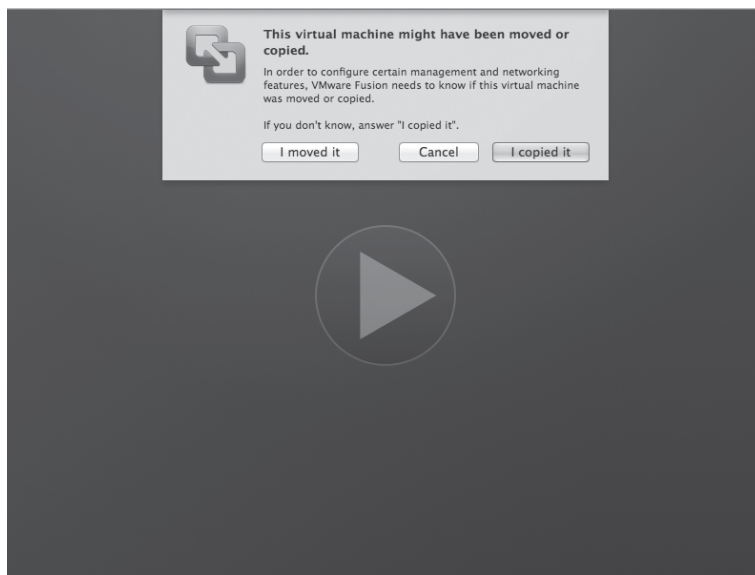 This virtual machine might have been moved or
copied.
In order to configure certain management and networking
features, VMware Fusion needs to know if this virtual machine
was moved or copied.
If you don't know, answer "I copied it".
I moved it
Cancel
I copied it